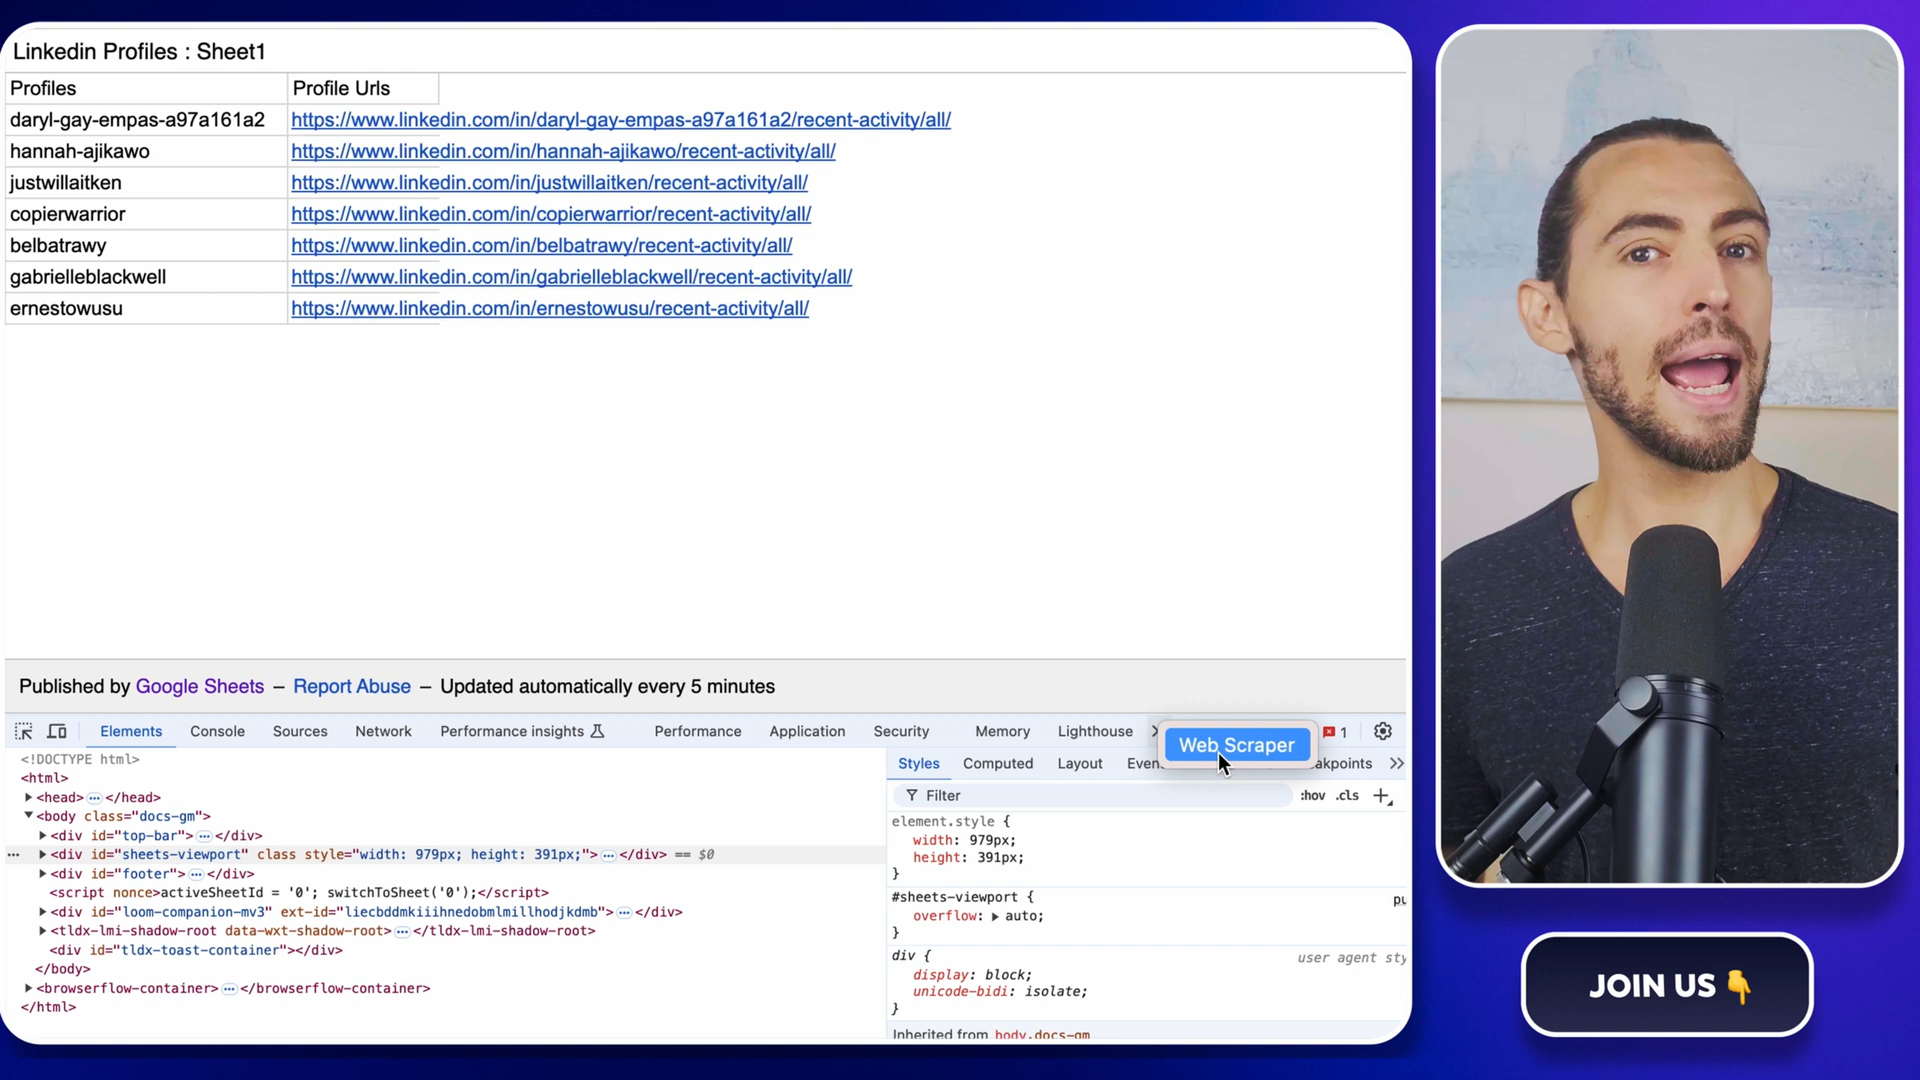 Linkedin Profiles : Sheet1
Profiles Profile Urls
daryl-gay-empas-a97a161a2 https://www.linkedin.com/in/daryl-gay-empas-a97a161a2/recent-activity/all/
hannah-ajikawo https://www.linkedin.com/in/hannah-ajikawo/recent-activity/all/
justwillaitken https://www.linkedin.com/in/justwillaitken/recent-activity/all/
copierwarrior https://www.linkedin.com/in/copierwarrior/recent-activity/all/
belbatrawy https://www.linkedin.com/in/belbatrawy/recent-activity/all/
gabrielleblackwell https://www.linkedin.com/in/gabrielleblackwell/recent-activity/all/
ernestowusu https://www.linkedin.com/in/ernestowusu/recent-activity/all/
Published by Google Sheets – Report Abuse – Updated automatically every 5 minutes
Elements Console Sources Network Performance insights Performance Application Security Memory Lighthouse Web Scraper 1
<!DOCTYPE html>
<html>
<head> ··· </head>
<body class="docs-gm">
<div id="top-bar"> ··· </div>
··· <div id="sheets-viewport" class style="width: 979px; height: 391px;"> ··· </div> == $0
<div id="footer"> ··· </div>
<script nonce>activeSheetId = '0'; switchToSheet('0');</script>
<div id="loom-companion-mv3" ext-id="liecbddmkiiihnedobmlmillhodjkdmb"> ··· </div>
<tldx-lmi-shadow-root data-wxt-shadow-root> ··· </tldx-lmi-shadow-root>
<div id="tldx-toast-container"></div>
</body>
<browserflow-container> ··· </browserflow-container>
</html>
Styles Computed Layout Even akpoints
Filter :hov .cls
element.style {
width: 979px;
height: 391px;
}
#sheets-viewport { pu
overflow: auto;
}
div { user agent sty
display: block;
unicode-bidi: isolate;
}
Inherited from body.docs-gm
JOIN US 👇